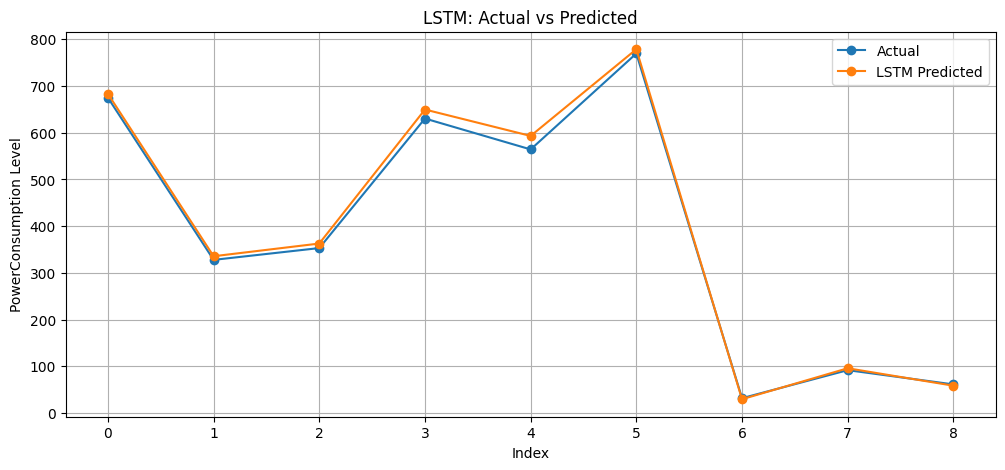 LSTM: Actual vs Predicted
Actual
LSTM Predicted
PowerConsumption Level
800
700
600
500
400
300
200
100
0
0 1 2 3 4 5 6 7 8
Index